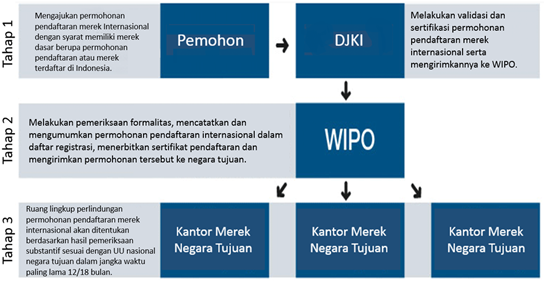 Tahap 1
Mengajukan permohonan
pendaftaran merek Internasional
dengan syarat memiliki merek
dasar berupa permohonan
pendaftaran atau merek
terdaftar di Indonesia.
Pemohon
DJKI
Melakukan validasi dan
sertifikasi permohonan
pendaftaran merek
internasional serta
mengirimkannya ke WIPO.
Tahap 2
Melakukan pemeriksaan formalitas, mencatatkan dan
mengumumkan permohonan pendaftaran internasional dalam
daftar registrasi, menerbitkan sertifikat pendaftaran dan
mengirimkan permohonan tersebut ke negara tujuan.
WIPO
Tahap 3
Ruang lingkup perlindungan
permohonan pendaftaran merek
internasional akan ditentukan
berdasarkan hasil pemeriksaan
substantif sesuai dengan UU nasional
negara tujuan dalam jangka waktu
paling lama 12/18 bulan.
Kantor Merek
Negara Tujuan
Kantor Merek
Negara Tujuan
Kantor Merek
Negara Tujuan